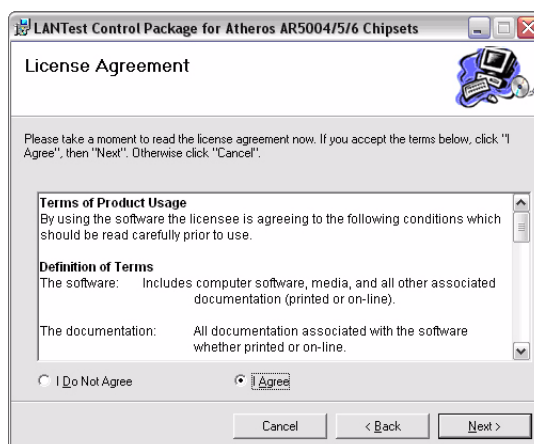 LANTest Control Package for Atheros AR5004/5/6 Chipsets
License Agreement
Please take a moment to read the license agreement now. If you accept the terms below, click "I
Agree", then "Next". Otherwise click "Cancel".
Terms of Product Usage
By using the software the licensee is agreeing to the following conditions which
should be read carefully prior to use.
Definition of Terms
The software: Includes computer software, media, and all other associated
documentation (printed or on-line).
The documentation: All documentation associated with the software
whether printed or on-line.
I Do Not Agree
I Agree
Cancel
< Back
Next >